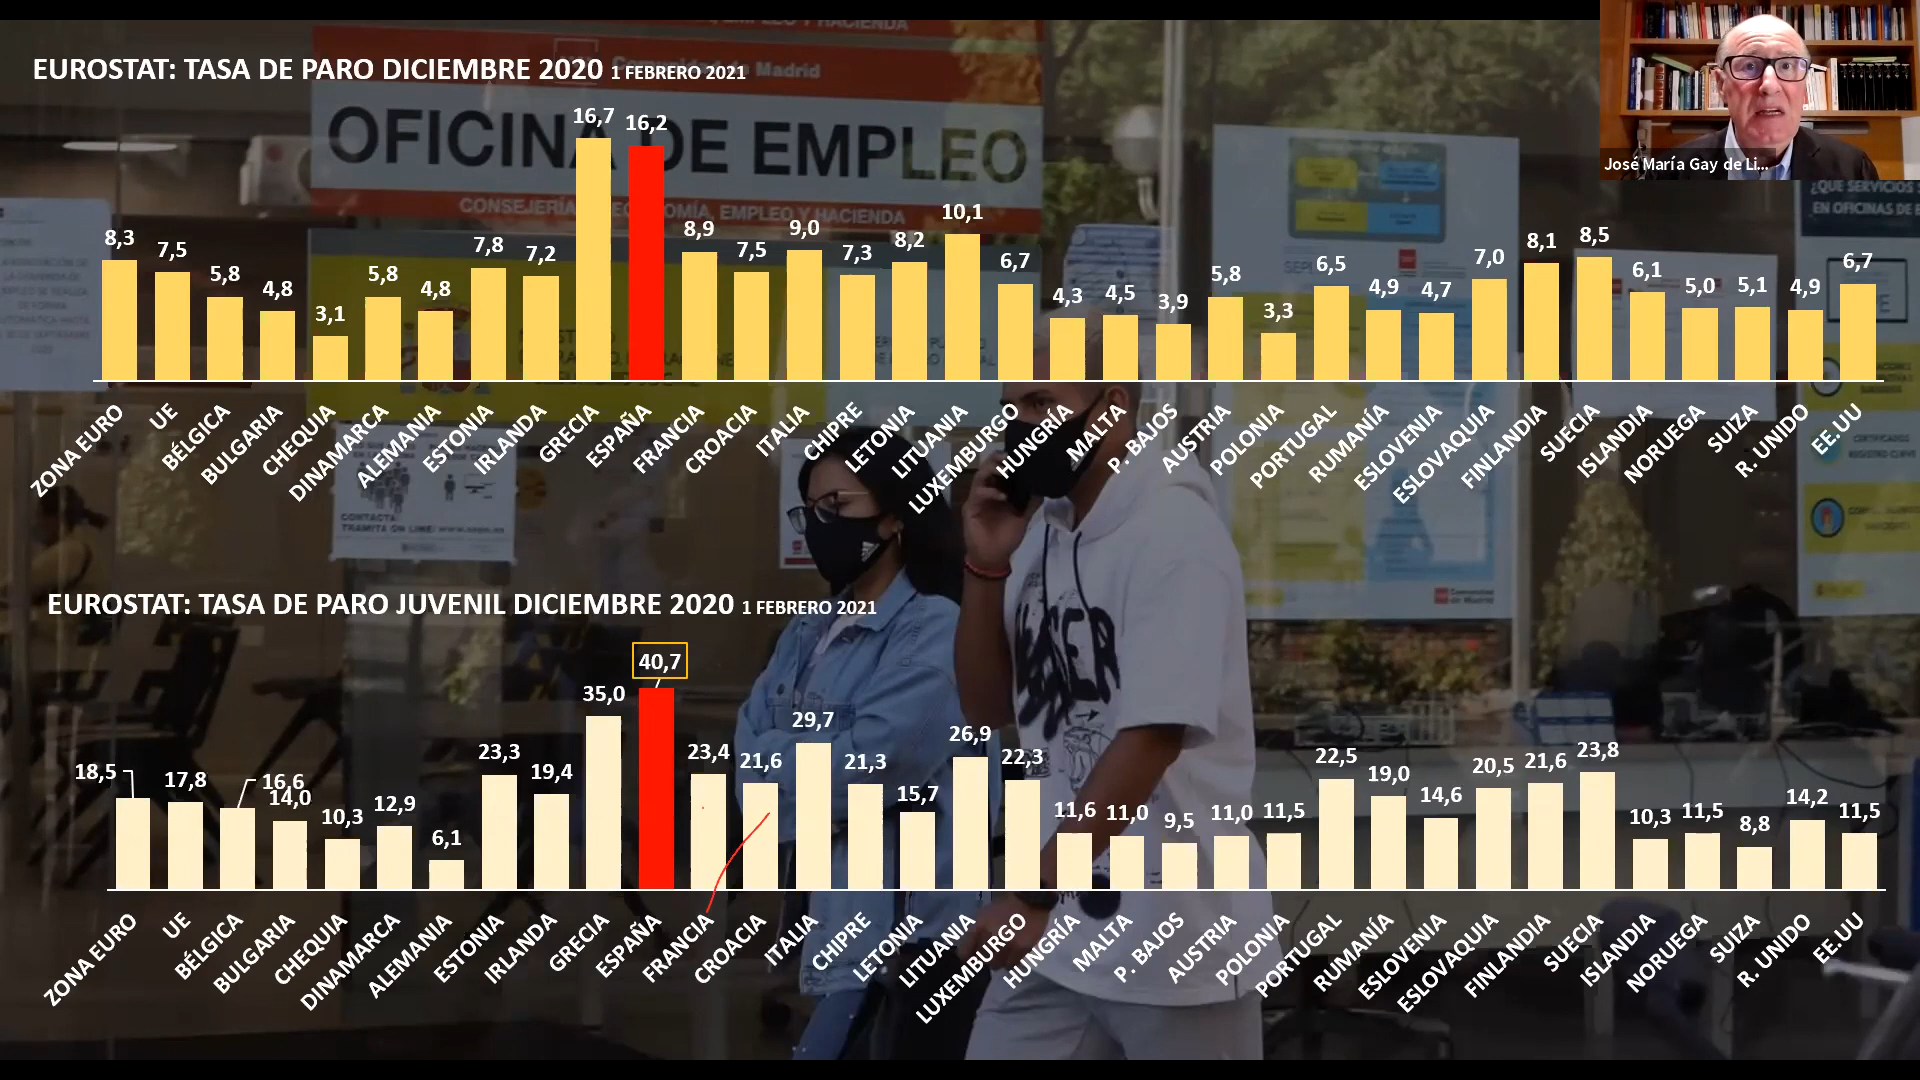 EUROSTAT: TASA DE PARO DICIEMBRE 2020 1 FEBRERO 2021
Comunidad de Madrid
OFICINA DE EMPLEO
CONSEJERÍA ECONOMÍA, EMPLEO Y HACIENDA
José María Gay de Li...
¿QUÉ SERVICIOS
EN OFICINAS DE E
8,3 7,5 5,8 4,8 3,1 5,8 4,8 7,8 7,2 16,7 16,2 8,9 7,5 9,0 7,3 8,2 10,1 6,7 4,3 4,5 3,9 5,8 3,3 6,5 4,9 4,7 7,0 8,1 8,5 6,1 5,0 5,1 4,9 6,7
ZONA EURO UE BÉLGICA BULGARIA CHEQUIA DINAMARCA ALEMANIA ESTONIA IRLANDA GRECIA ESPAÑA FRANCIA CROACIA ITALIA CHIPRE LETONIA LITUANIA LUXEMBURGO HUNGRÍA MALTA P. BAJOS AUSTRIA POLONIA PORTUGAL RUMANÍA ESLOVENIA ESLOVAQUIA FINLANDIA SUECIA ISLANDIA NORUEGA SUIZA R. UNIDO EE.UU
CONTACTA:
TRAMITA ON LINE:
EUROSTAT: TASA DE PARO JUVENIL DICIEMBRE 2020 1 FEBRERO 2021
18,5 17,8 16,6 14,0 10,3 12,9 6,1 23,3 19,4 35,0 40,7 23,4 21,6 29,7 21,3 15,7 26,9 22,3 11,6 11,0 9,5 11,0 11,5 22,5 19,0 14,6 20,5 21,6 23,8 10,3 11,5 8,8 14,2 11,5
ZONA EURO UE BÉLGICA BULGARIA CHEQUIA DINAMARCA ALEMANIA ESTONIA IRLANDA GRECIA ESPAÑA FRANCIA CROACIA ITALIA CHIPRE LETONIA LITUANIA LUXEMBURGO HUNGRÍA MALTA P. BAJOS AUSTRIA POLONIA PORTUGAL RUMANÍA ESLOVENIA ESLOVAQUIA FINLANDIA SUECIA ISLANDIA NORUEGA SUIZA R. UNIDO EE.UU